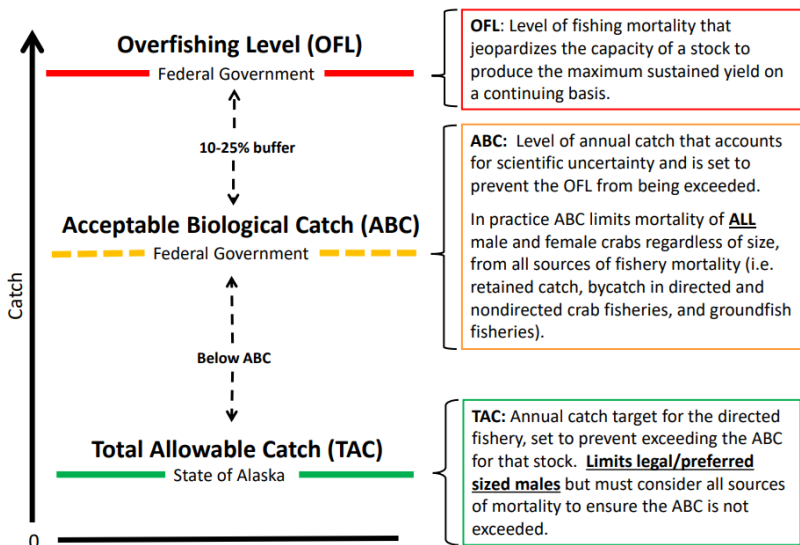 Overfishing Level (OFL)
Federal Government
OFL: Level of fishing mortality that
jeopardizes the capacity of a stock to
produce the maximum sustained yield on
a continuing basis.
10-25% buffer
Acceptable Biological Catch (ABC)
Federal Government
ABC: Level of annual catch that accounts
for scientific uncertainty and is set to
prevent the OFL from being exceeded.
In practice ABC limits mortality of ALL
male and female crabs regardless of size,
from all sources of fishery mortality (i.e.
retained catch, bycatch in directed and
nondirected crab fisheries, and groundfish
fisheries).
Catch
Below ABC
Total Allowable Catch (TAC)
State of Alaska
TAC: Annual catch target for the directed
fishery, set to prevent exceeding the ABC
for that stock. Limits legal/preferred
sized males but must consider all sources
of mortality to ensure the ABC is not
exceeded.
0